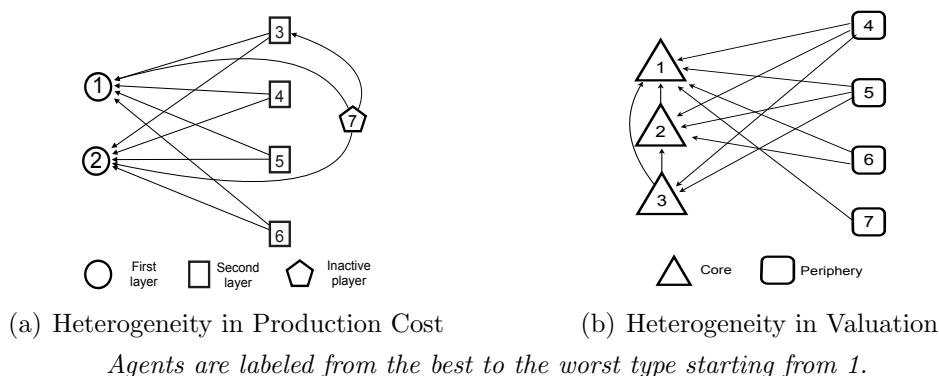 3
4
1
1
4
5
7
2
2
5
6
3
6
7
First layer
Second layer
Inactive player
Core
Periphery
(a) Heterogeneity in Production Cost
(b) Heterogeneity in Valuation
Agents are labeled from the best to the worst type starting from 1.